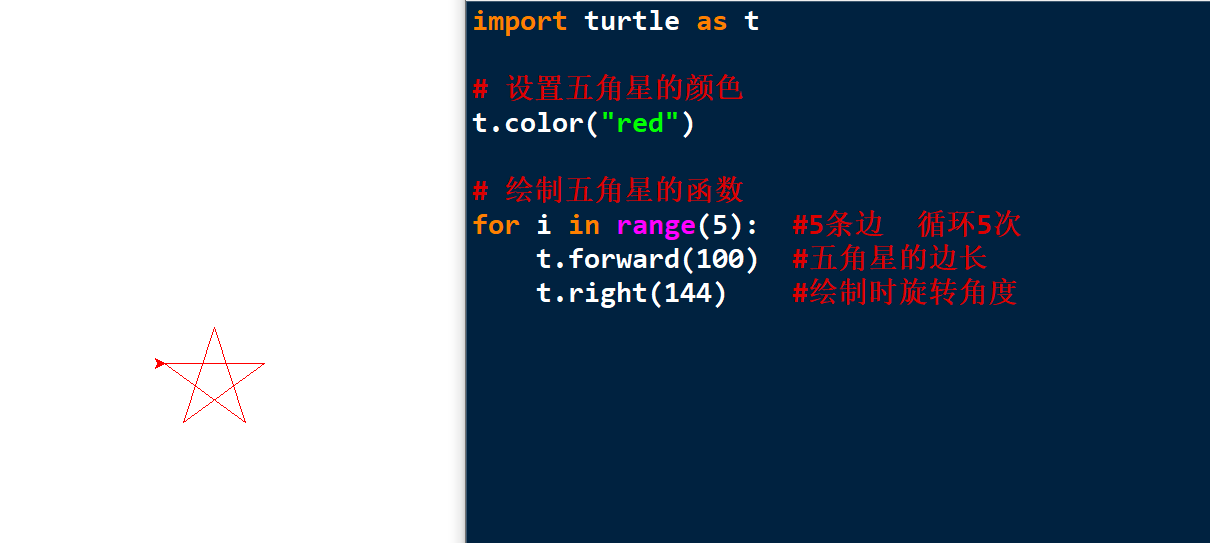 import turtle as t
# 设置五角星的颜色
t.color("red")
# 绘制五角星的函数
for i in range(5):  #5条边  循环5次
    t.forward(100)  #五角星的边长
    t.right(144)    #绘制时旋转角度